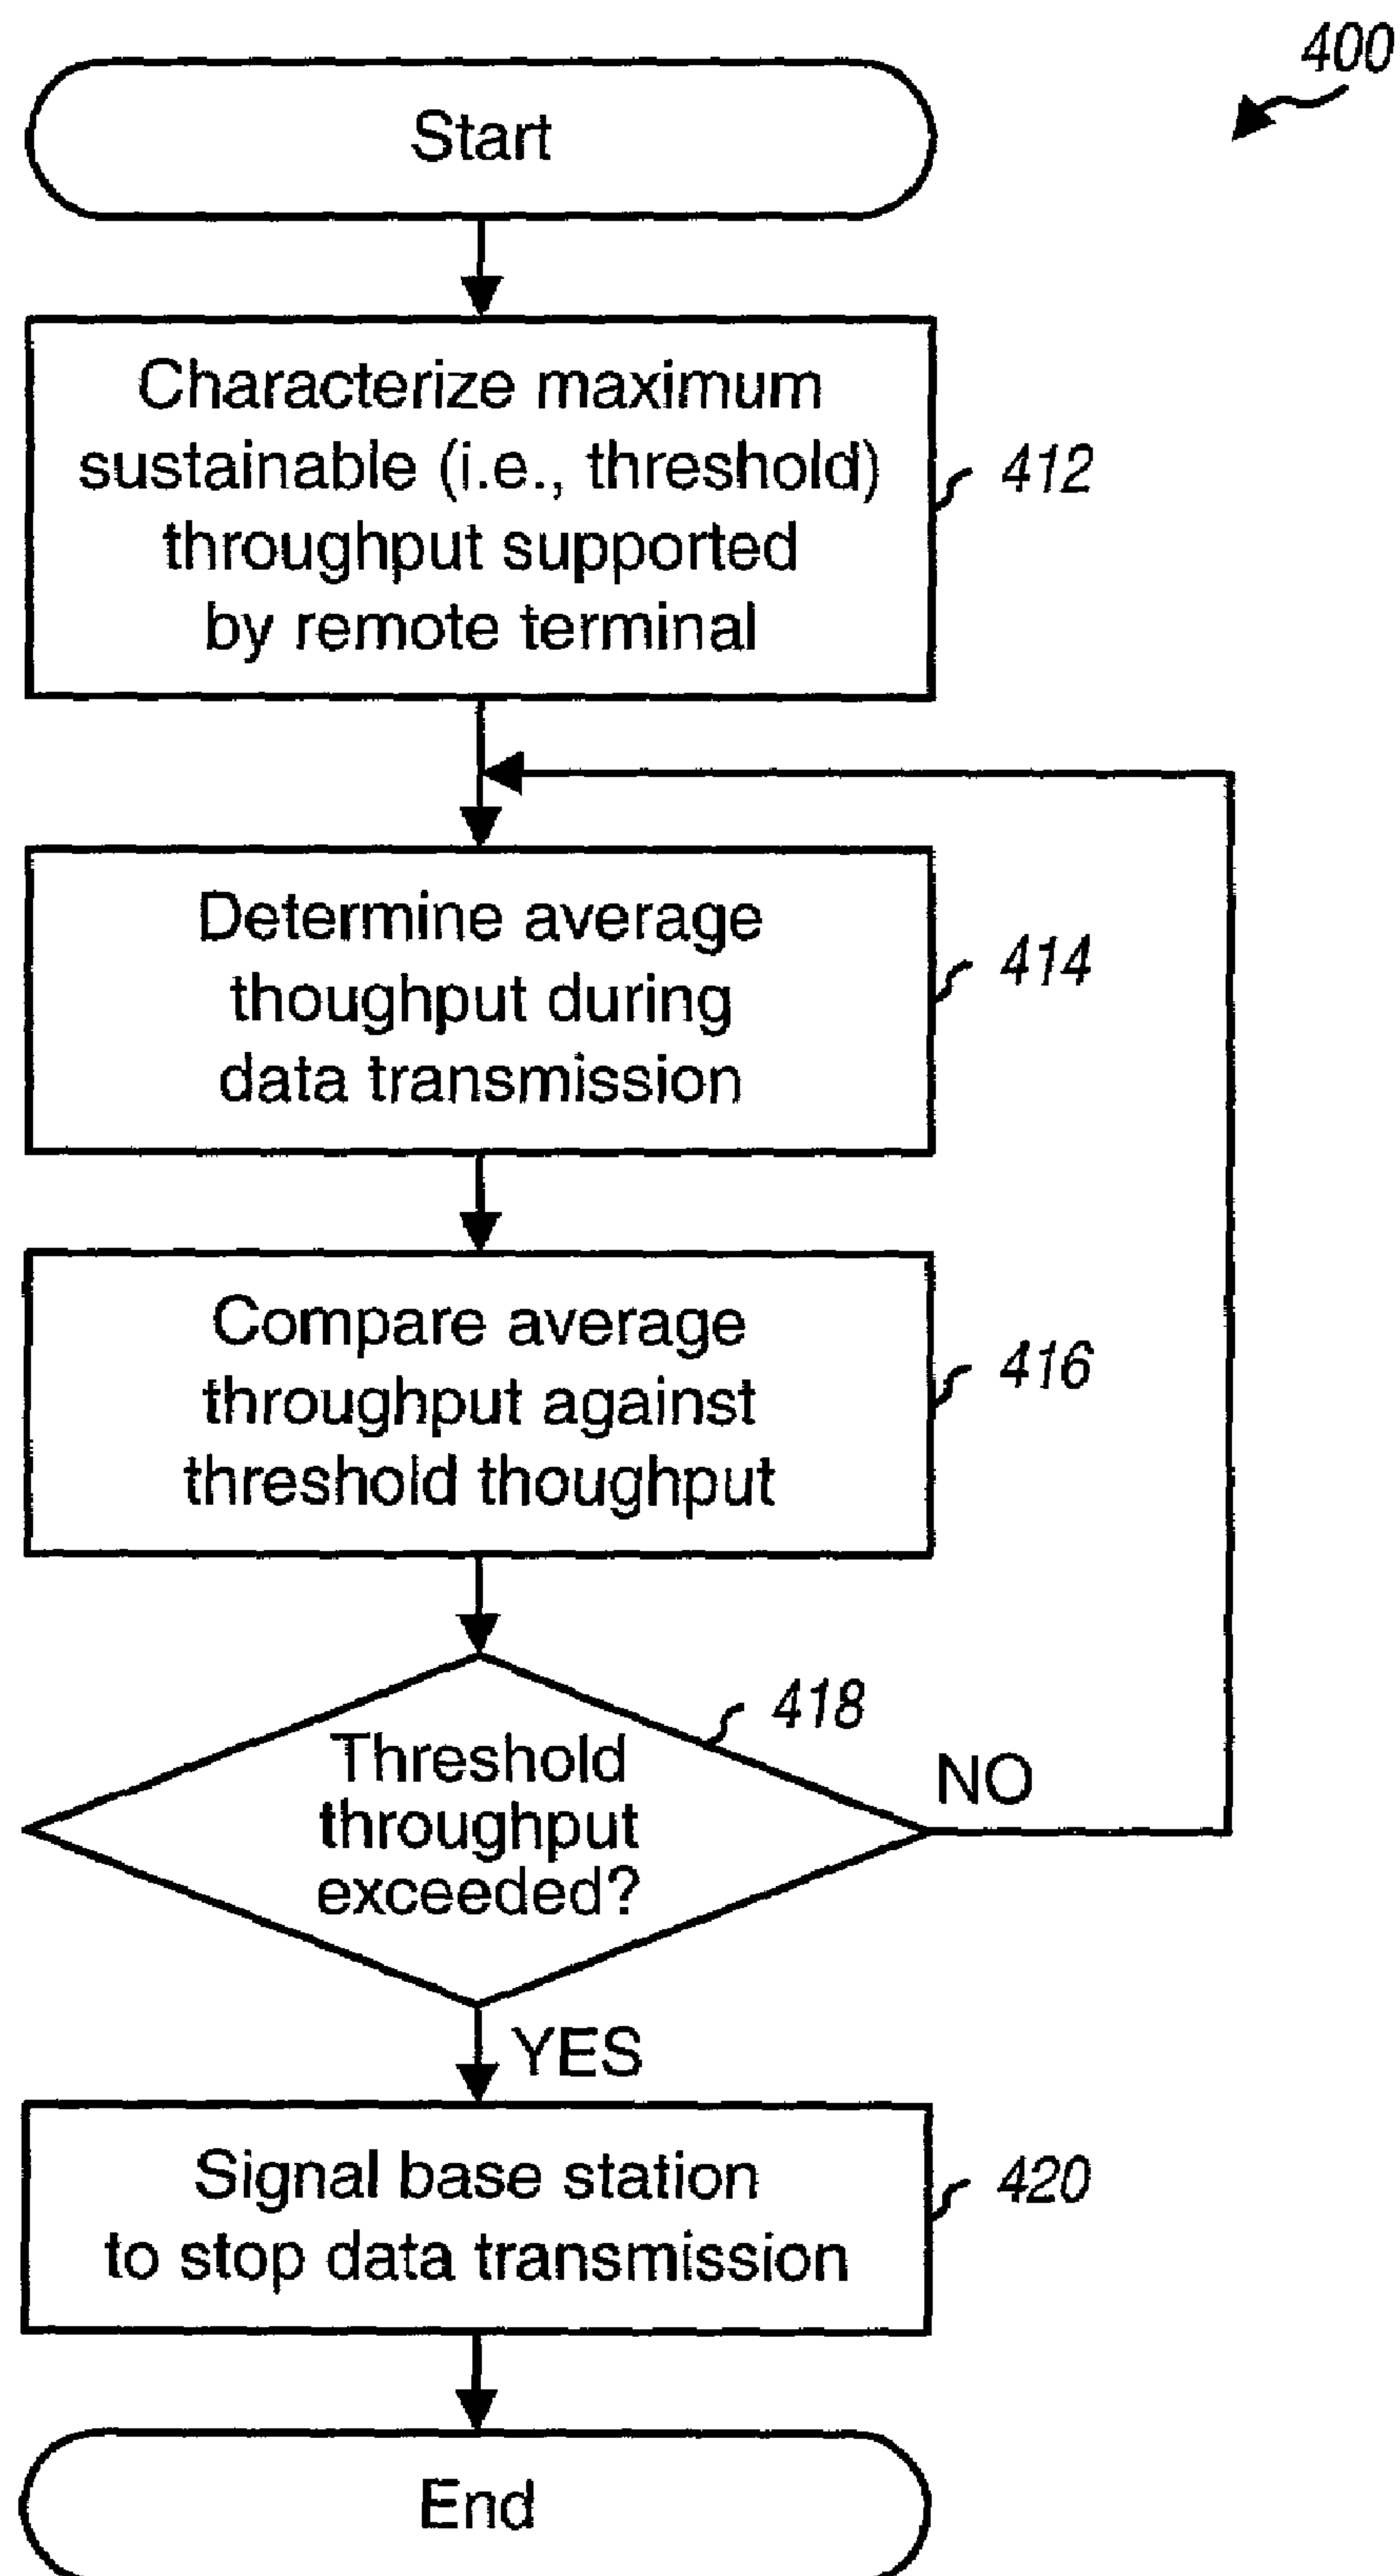 400
Start
Characterize maximum
sustainable (i.e., threshold)
throughput supported
by remote terminal
412
Determine average
thoughput during
data transmission
414
Compare average
throughput against
threshold thoughput
416
Threshold
throughput
exceeded?
418
NO
YES
Signal base station
to stop data transmission
420
End